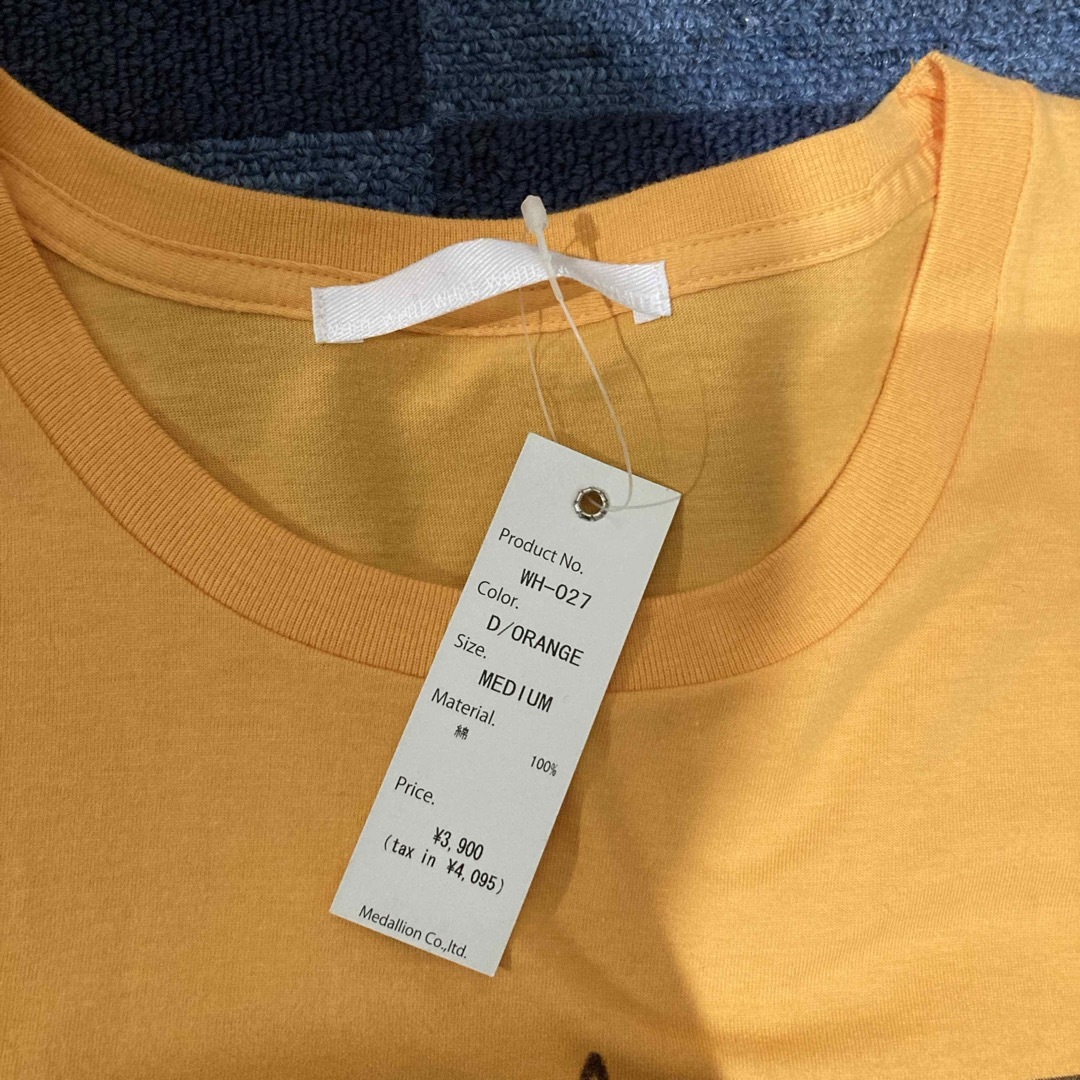 WHITE
Product No.
WH-027
Color.
D/ORANGE
Size.
MEDIUM
Material.
綿
100%
Price.
¥3,900
(tax in ¥4,095)
Medallion Co.,ltd.